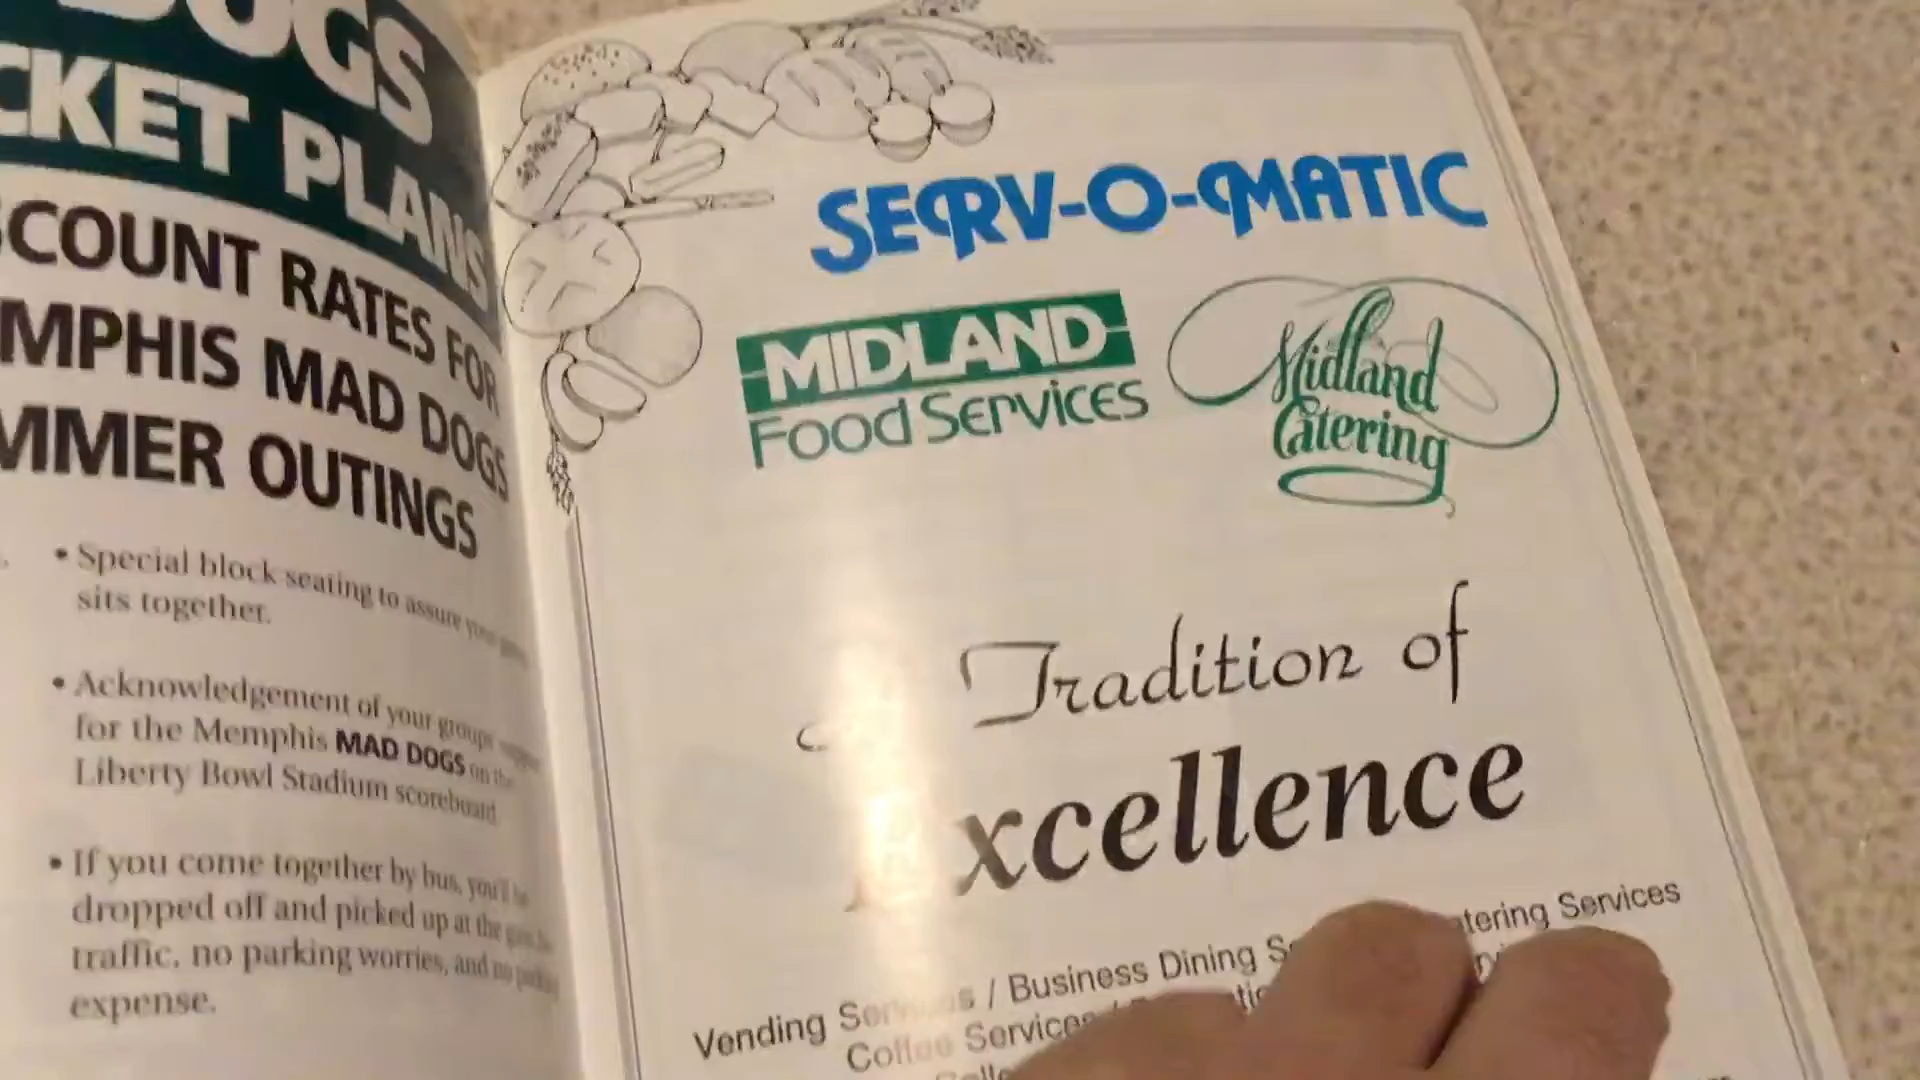 DOGS
CKET PLANS
COUNT RATES FOR
MPHIS MAD DOGS
MMER OUTINGS
• Special block seating to assure your
sits together.
• Acknowledgement of your groups
for the Memphis MAD DOGS on the
Liberty Bowl Stadium scoreboard.
• If you come together by bus, you'll be
dropped off and picked up at the
traffic, no parking worries, and no
expense.
SERV-O-MATIC
MIDLAND
Food Services
Midland
Catering
Tradition of
xcellence
Vending Services / Business Dining atering Services
Coffee Services /